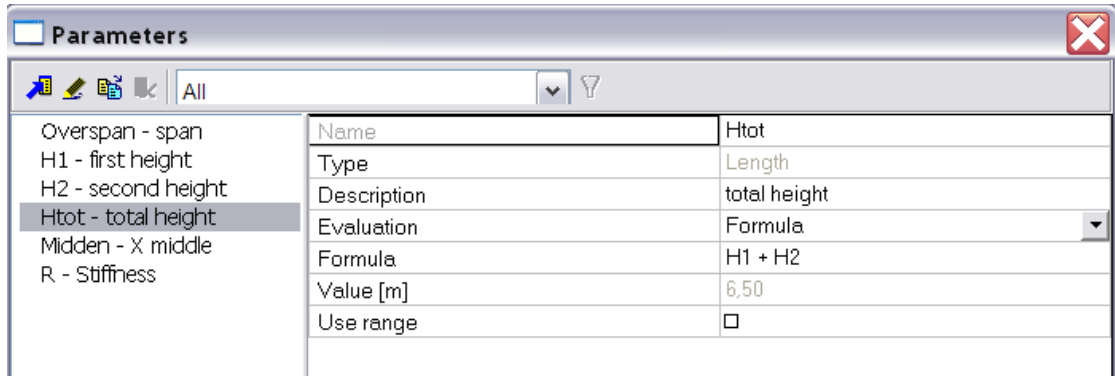 Parameters
All
Overspan - span
H1 - first height
H2 - second height
Htot - total height
Midden - X middle
R - Stiffness
Name Htot
Type Length
Description total height
Evaluation Formula
Formula H1 + H2
Value [m] 6,50
Use range